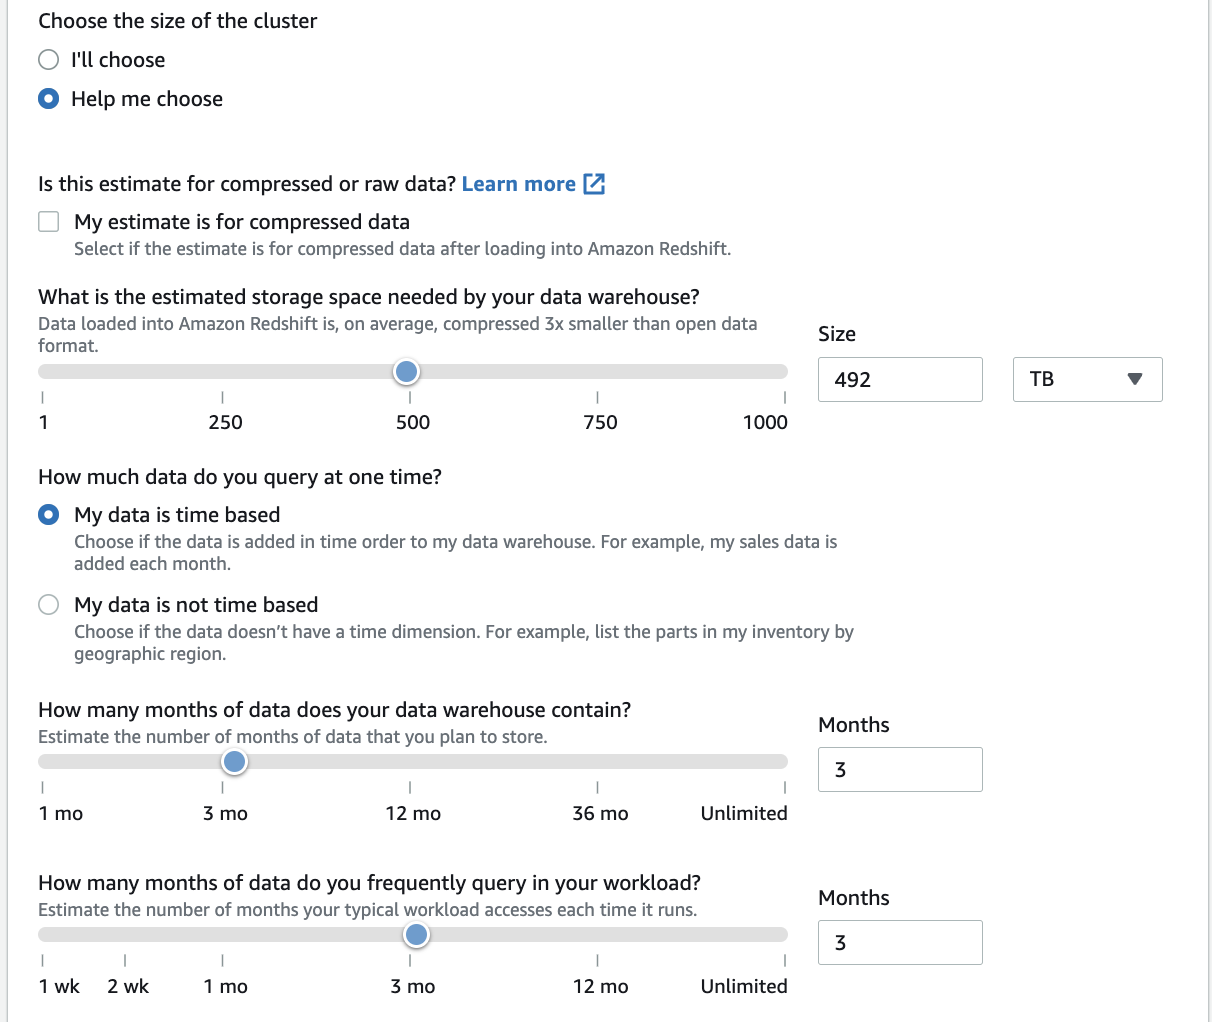 Choose the size of the cluster
I'll choose
Help me choose
Is this estimate for compressed or raw data? Learn more
My estimate is for compressed data
Select if the estimate is for compressed data after loading into Amazon Redshift.
What is the estimated storage space needed by your data warehouse?
Data loaded into Amazon Redshift is, on average, compressed 3x smaller than open data
format.
Size
492
TB
1
250
500
750
1000
How much data do you query at one time?
My data is time based
Choose if the data is added in time order to my data warehouse. For example, my sales data is
added each month.
My data is not time based
Choose if the data doesn’t have a time dimension. For example, list the parts in my inventory by
geographic region.
How many months of data does your data warehouse contain?
Estimate the number of months of data that you plan to store.
Months
3
1 mo
3 mo
12 mo
36 mo
Unlimited
How many months of data do you frequently query in your workload?
Estimate the number of months your typical workload accesses each time it runs.
Months
3
1 wk
2 wk
1 mo
3 mo
12 mo
Unlimited